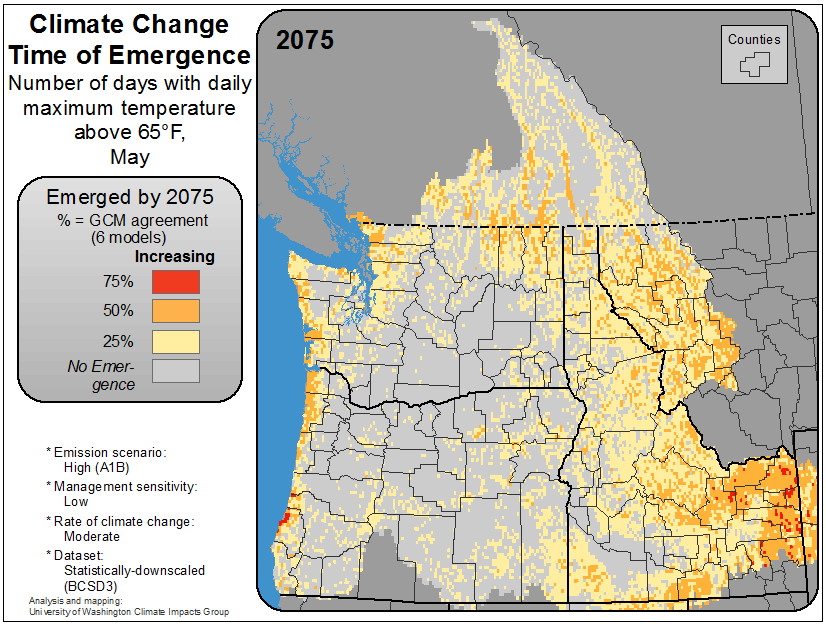 Climate Change
Time of Emergence
Number of days with daily
maximum temperature
above 65°F,
May
Emerged by 2075
% = GCM agreement
(6 models)
Increasing
75%
50%
25%
No Emer-
gence
* Emission scenario:
High (A1B)
* Management sensitivity:
Low
* Rate of climate change:
Moderate
* Dataset:
Statistically-downscaled
(BCSD3)
Analysis and mapping:
University of Washington Climate Impacts Group
2075
Counties